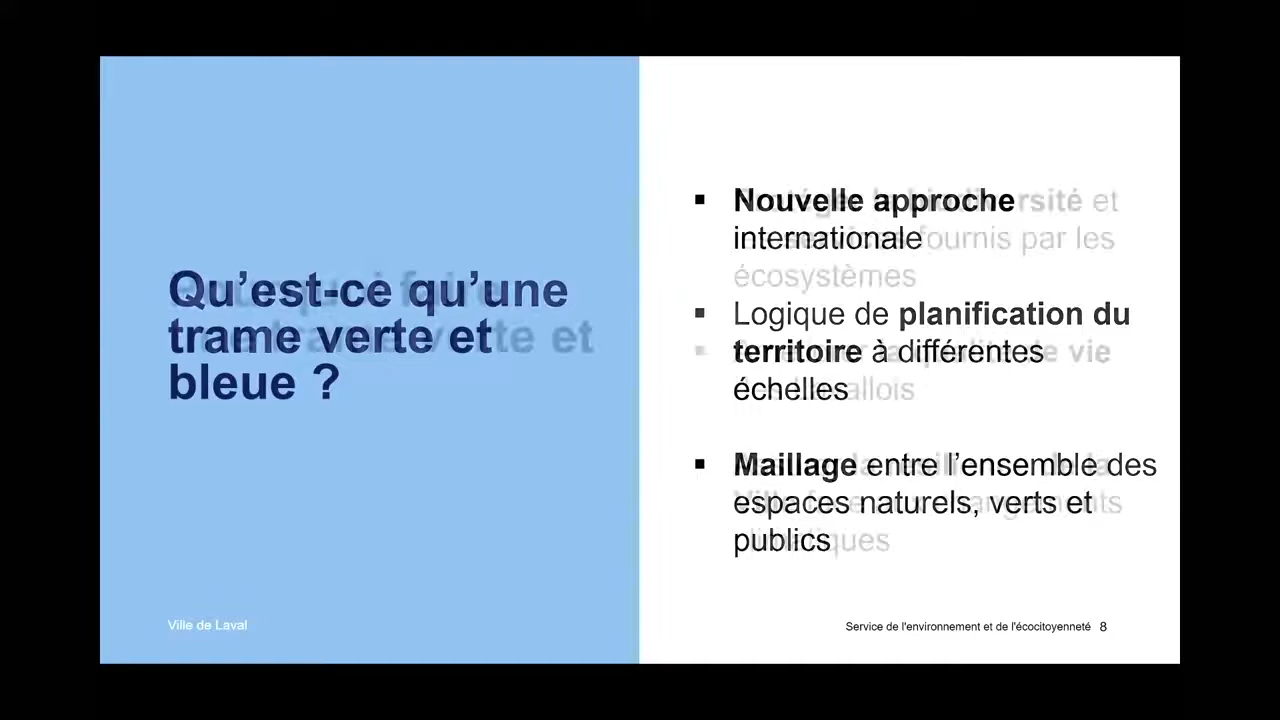 Qu’est-ce qu’une
trame verte et
bleue ?
▪ Nouvelle approche
internationale
▪ Logique de planification du
territoire à différentes
échelles
▪ Maillage entre l’ensemble des
espaces naturels, verts et
publics
Ville de Laval
Service de l'environnement et de l'écocitoyenneté 8